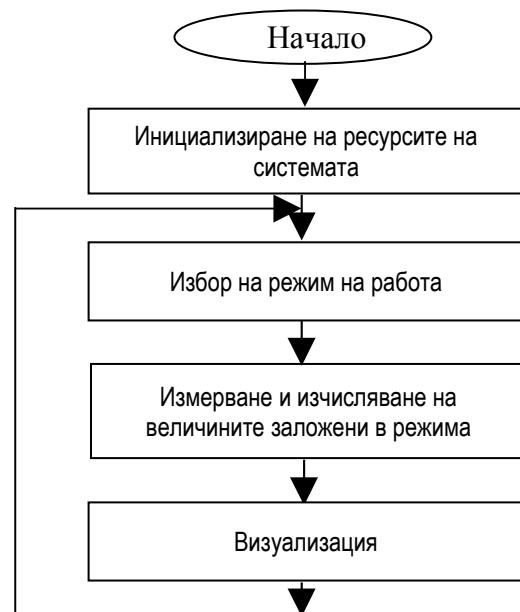 Начало
Инициализиране на ресурсите на
системата
Избор на режим на работа
Измерване и изчисляване на
величините заложени в режима
Визуализация